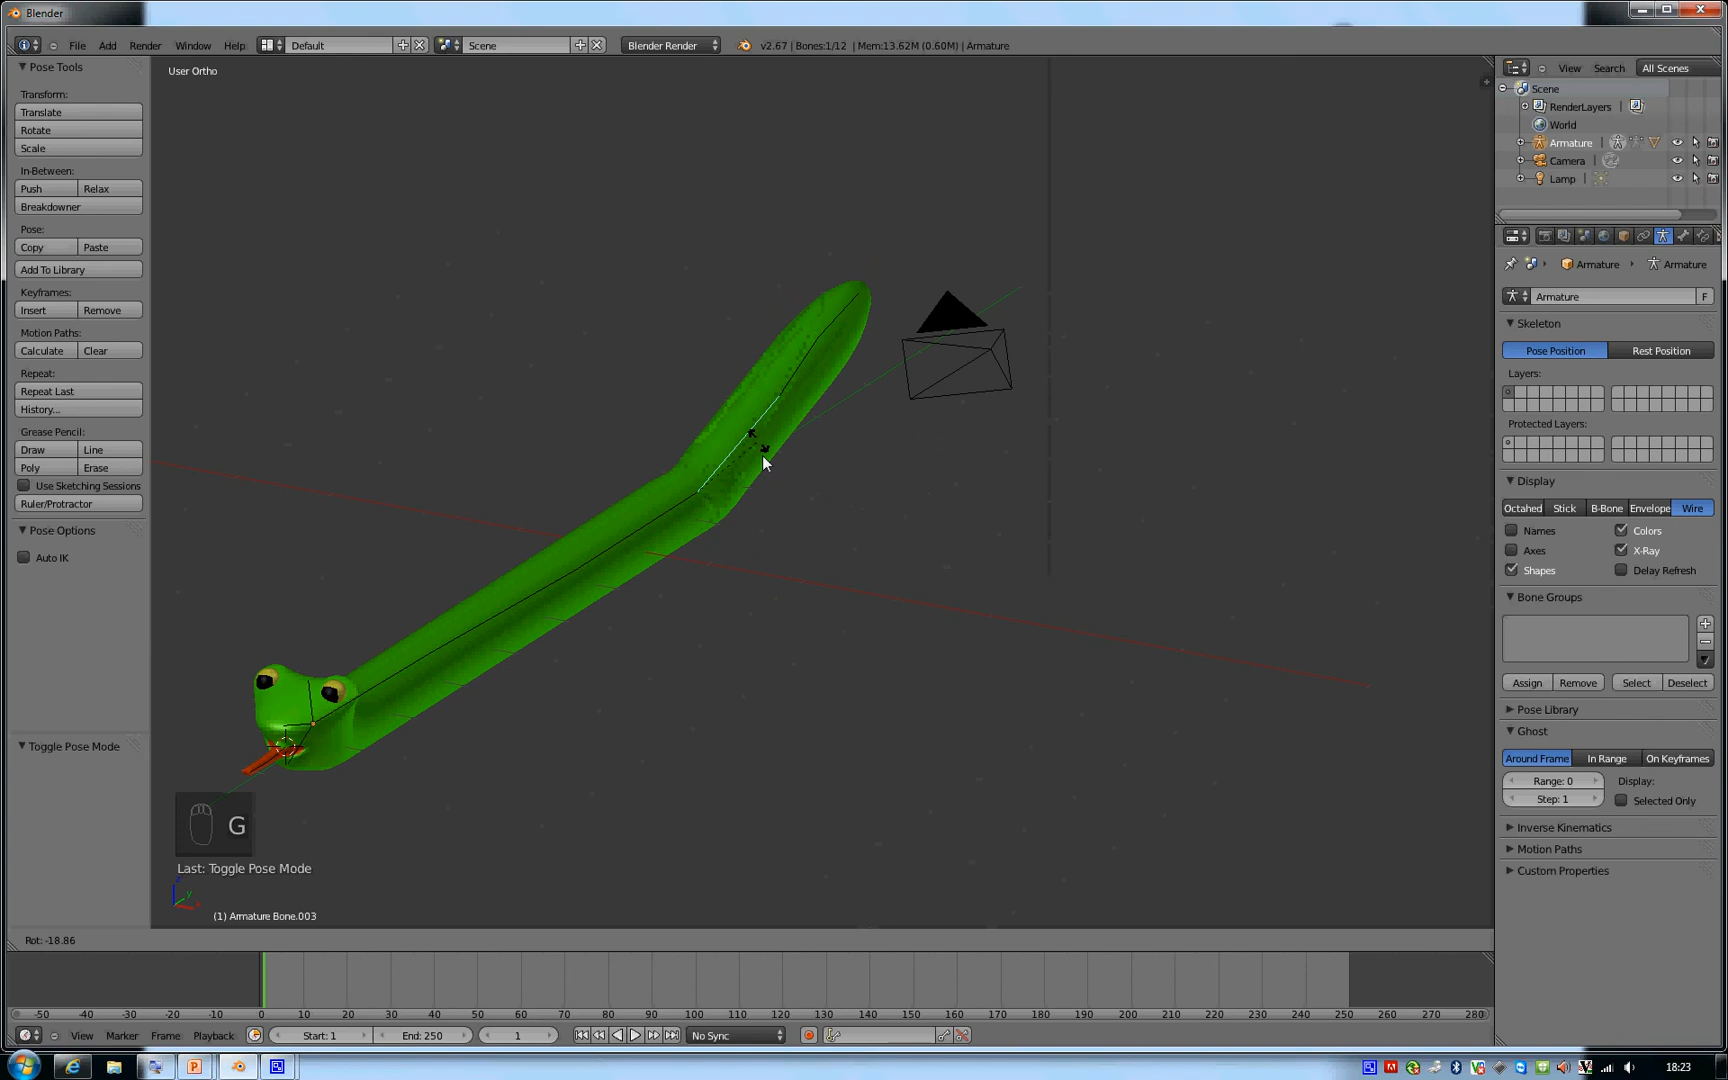 Blender
File Add Render Window Help Default Scene Blender Render v2.67 | Bones:1/12 | Mem:13.62M (0.60M) | Armature
Pose Tools
Transform:
Translate
Rotate
Scale
In-Between:
Push Relax
Breakdowner
Pose:
Copy Paste
Add To Library
Keyframes:
Insert Remove
Motion Paths:
Calculate Clear
Repeat:
Repeat Last
History...
Grease Pencil:
Draw Line
Poly Erase
Use Sketching Sessions
Ruler/Protractor
Pose Options
Auto IK
Toggle Pose Mode
User Ortho
G
Last: Toggle Pose Mode
z y x
(1) Armature Bone.003
Rot: -18.86
View Search All Scenes
Scene
RenderLayers
World
Armature
Camera
Lamp
Armature Armature
Armature F
Skeleton
Pose Position Rest Position
Layers:
Protected Layers:
Display
Octahed Stick B-Bone Envelope Wire
Names Colors
Axes X-Ray
Shapes Delay Refresh
Bone Groups
Assign Remove Select Deselect
Pose Library
Ghost
Around Frame In Range On Keyframes
Range: 0 Display:
Step: 1 Selected Only
Inverse Kinematics
Motion Paths
Custom Properties
-50 -40 -30 -20 -10 0 10 20 30 40 50 60 70 80 90 100 110 120 130 140 150 160 170 180 190 200 210 220 230 240 250 260 270 280
View Marker Frame Playback Start: 1 End: 250 1 No Sync
18:23